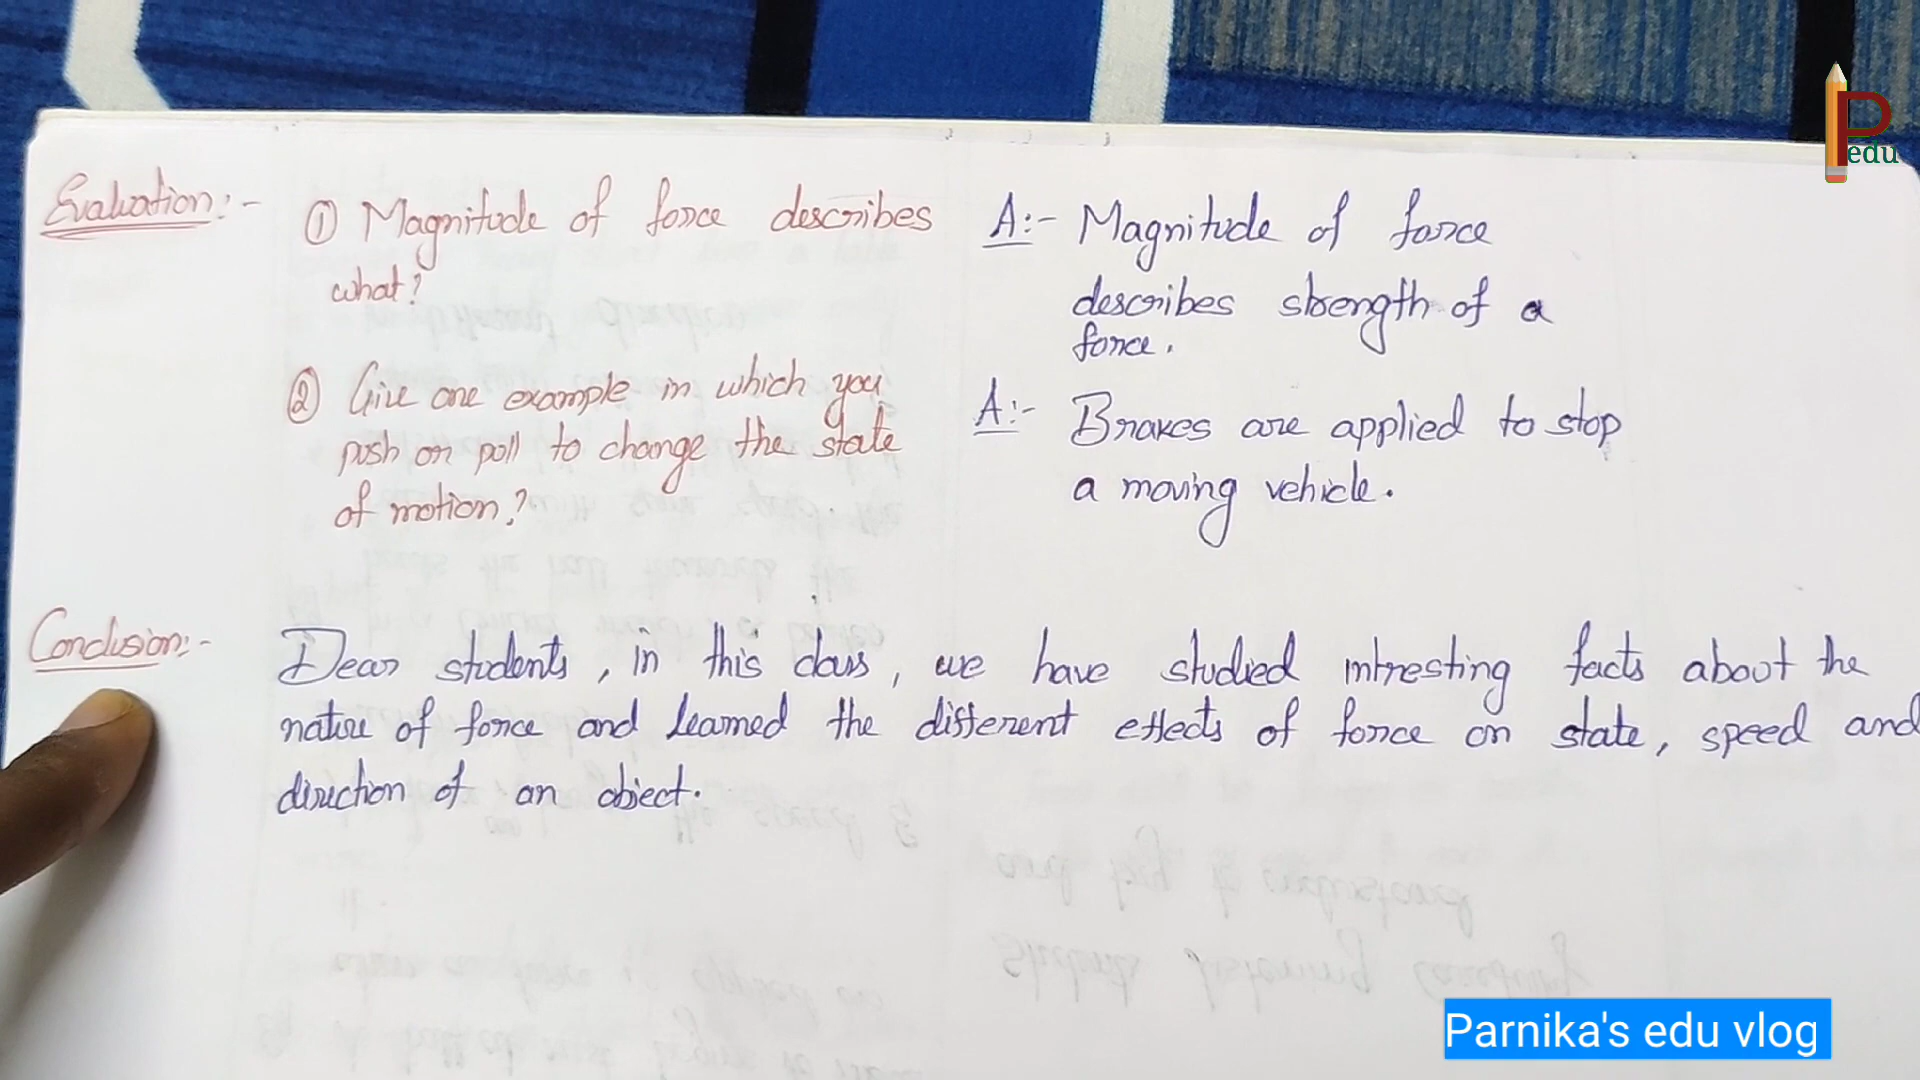 Evaluation:-
① Magnitude of force describes
what?
A:- Magnitude of force
describes strength of a
force.
② Give one example in which you
push or poll to change the state
of motion?
A:- Brakes are applied to stop
a moving vehicle.
Conclusion:-
Dear students, in this class, we have studied intresting facts about the
nature of force and learned the different effects of force on state, speed and
direction of an object.
P
edu
Parnika's edu vlog